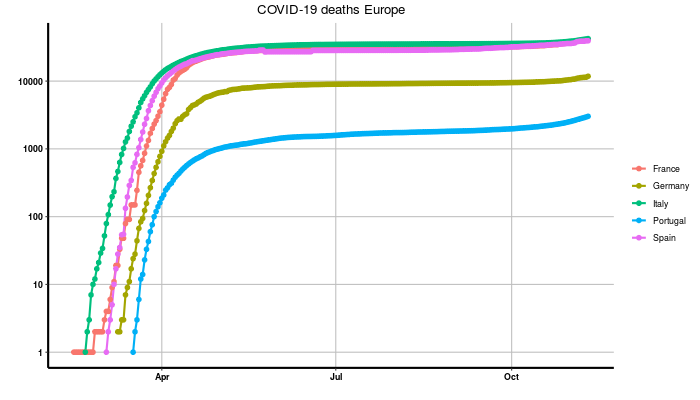 COVID-19 deaths Europe
10000
1000
100
10
1
Apr
Jul
Oct
France
Germany
Italy
Portugal
Spain